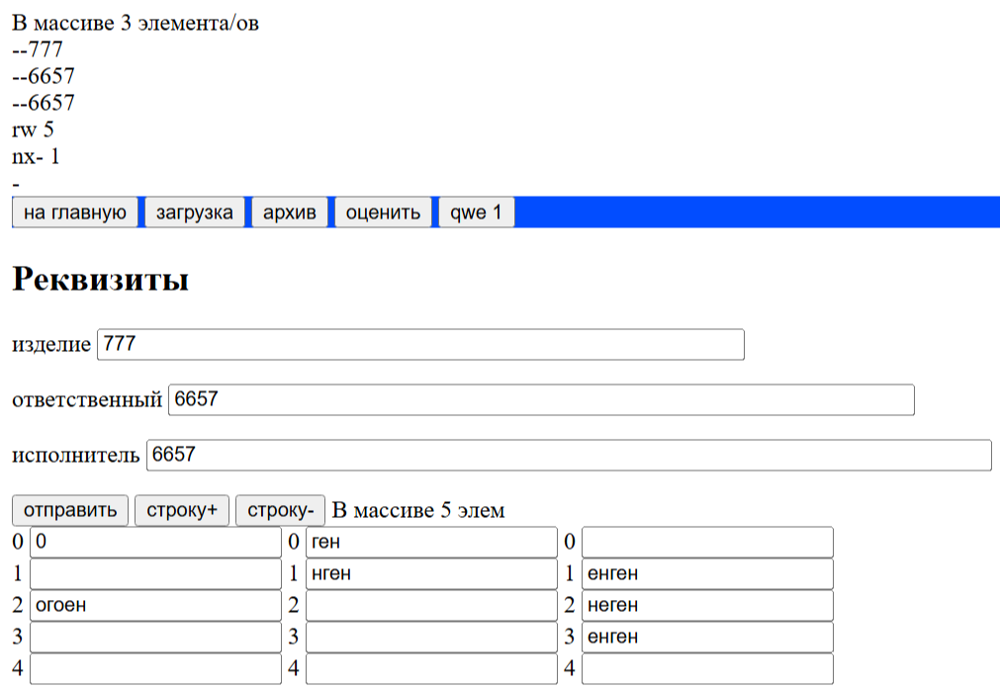 В массиве 3 элемента/ов
--777
--6657
--6657
rw 5
nx- 1
-
на главную загрузка архив оценить qwe 1
Реквизиты
изделие 777
ответственный 6657
исполнитель 6657
отправить строку+ строку- В массиве 5 элем
0 0 0 ген 0
1 1 нген 1 енген
2 огоен 2 2 неген
3 3 3 енген
4 4 4